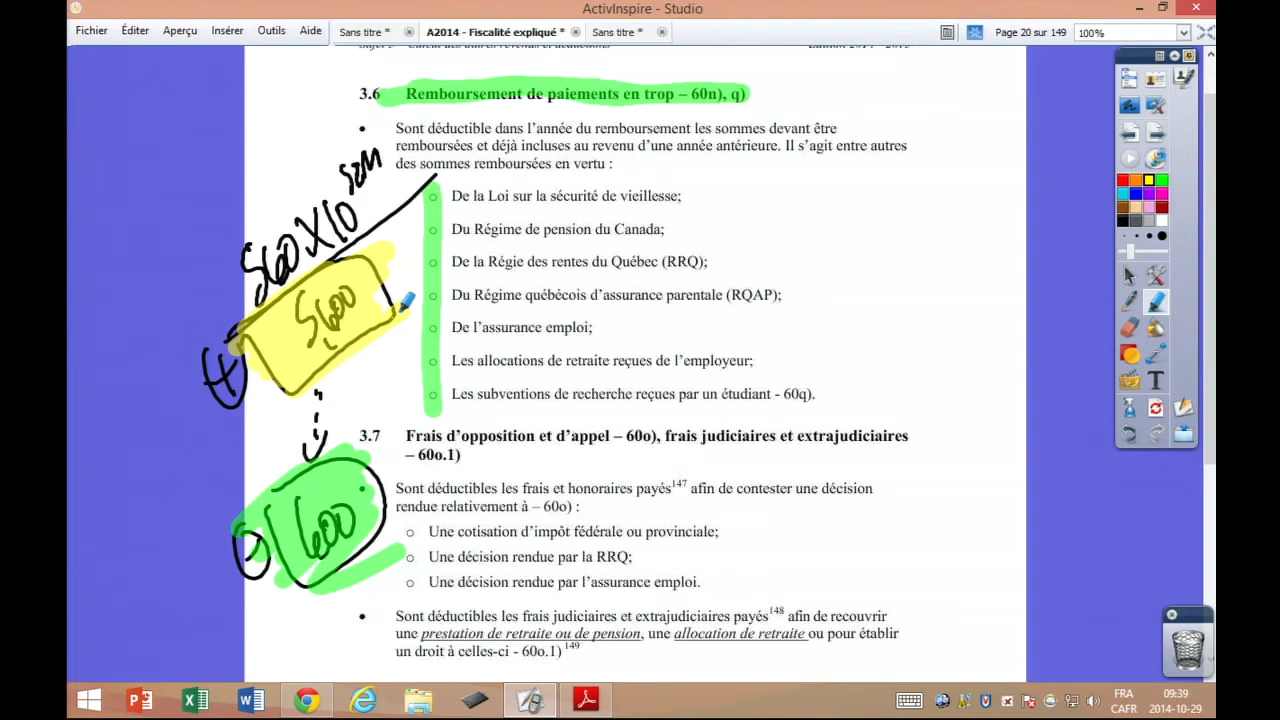 ActivInspire - Studio
Fichier Éditer Aperçu Insérer Outils Aide
Sans titre * A2014 - Fiscalité expliqué * Sans titre *
Page 20 sur 149 100%
3.6 Remboursement de paiements en trop – 60n), q)
• Sont déductible dans l'année du remboursement les sommes devant être
remboursées et déjà incluses au revenu d'une année antérieure. Il s'agit entre autres
des sommes remboursées en vertu :
o De la Loi sur la sécurité de vieillesse;
o Du Régime de pension du Canada;
o De la Régie des rentes du Québec (RRQ);
o Du Régime québécois d'assurance parentale (RQAP);
o De l'assurance emploi;
o Les allocations de retraite reçues de l'employeur;
o Les subventions de recherche reçues par un étudiant - 60q).
560 X 10 sem
+ 5600
3.7 Frais d'opposition et d'appel – 60o), frais judiciaires et extrajudiciaires
– 60o.1)
• Sont déductibles les frais et honoraires payés147 afin de contester une décision
rendue relativement à – 60o) :
o Une cotisation d'impôt fédérale ou provinciale;
o Une décision rendue par la RRQ;
o Une décision rendue par l'assurance emploi.
• Sont déductibles les frais judiciaires et extrajudiciaires payés148 afin de recouvrir
une prestation de retraite ou de pension, une allocation de retraite ou pour établir
un droit à celles-ci - 60o.1)149
FRA
CAFR
09:39
2014-10-29